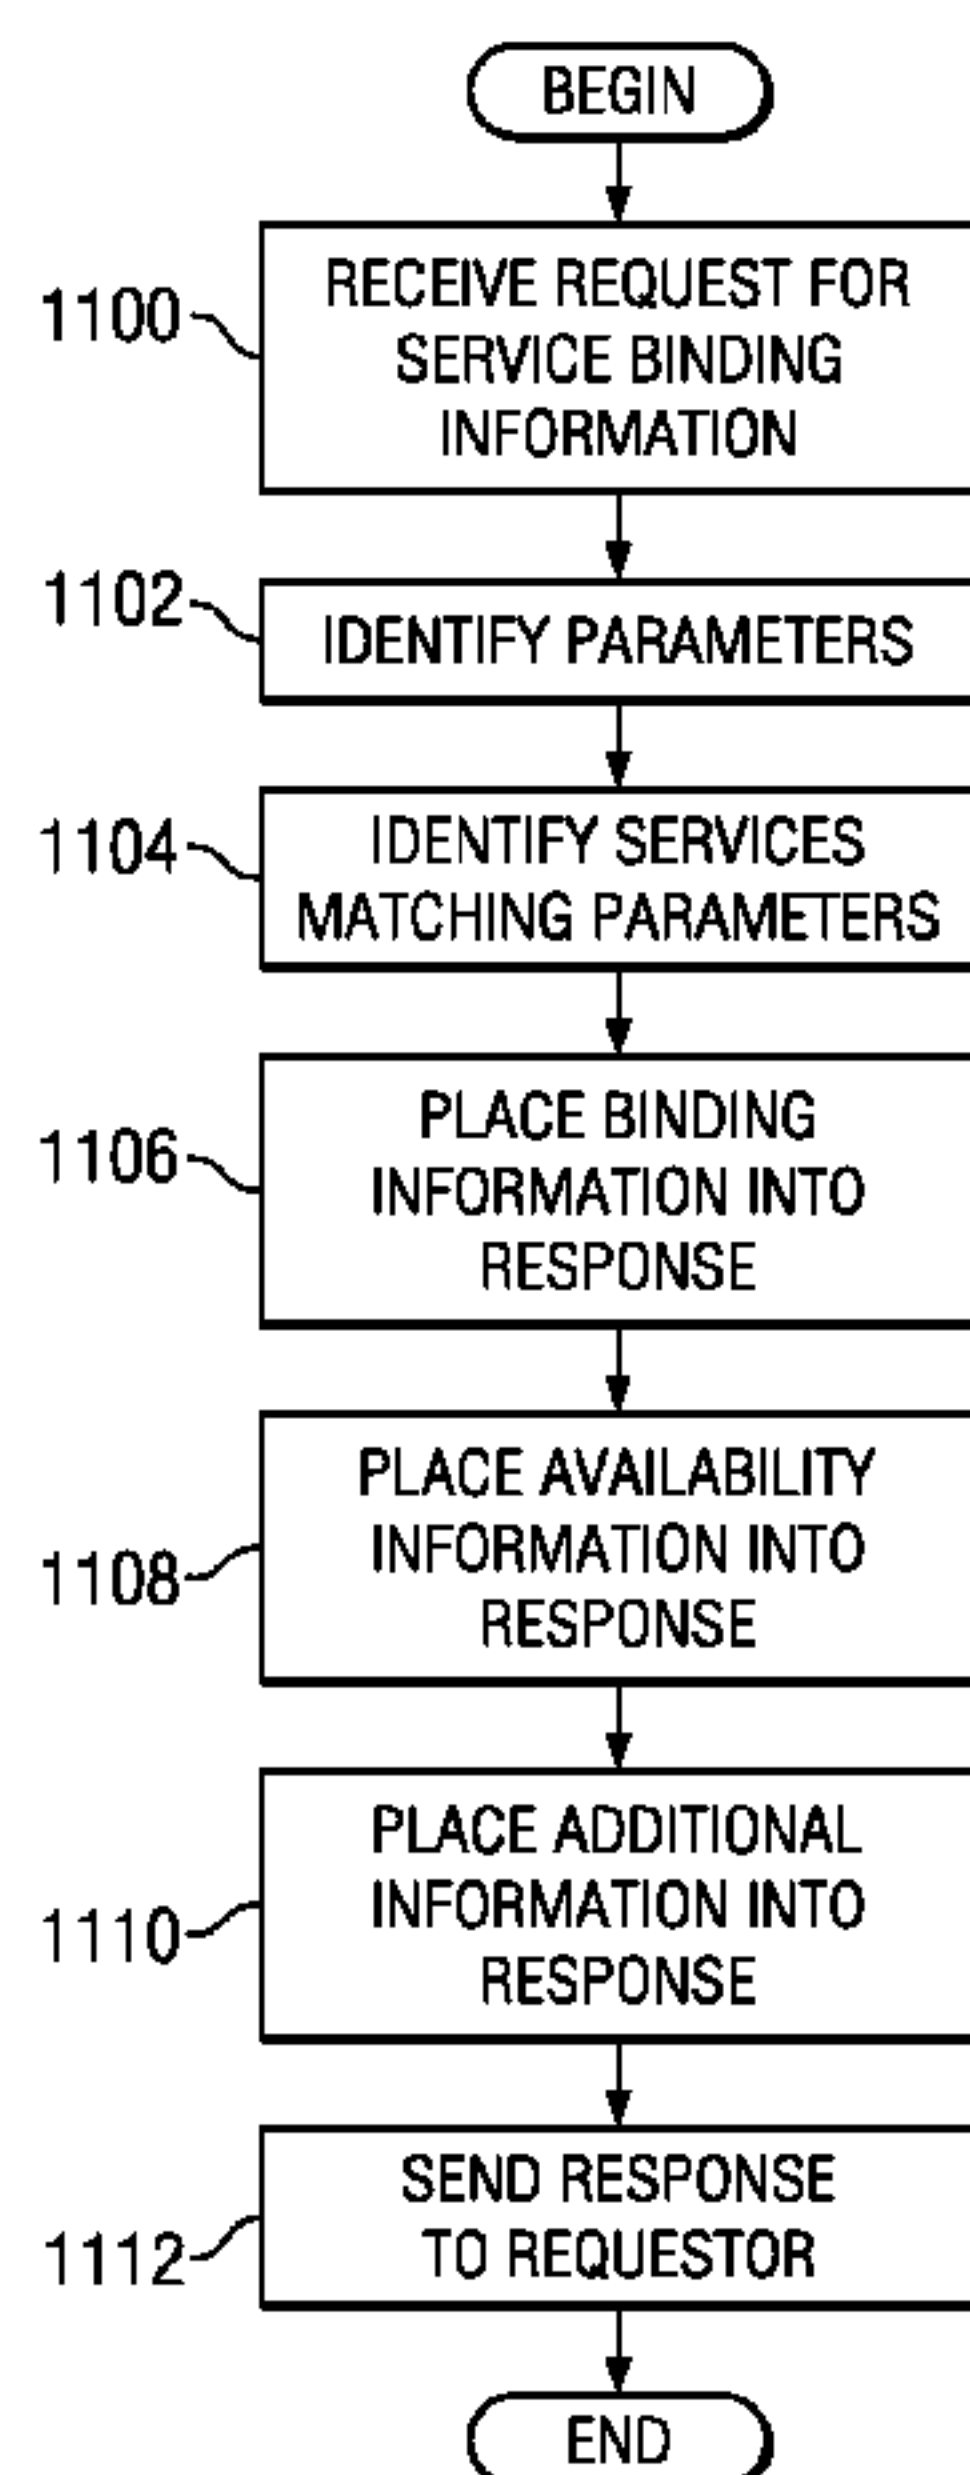 BEGIN
1100
RECEIVE REQUEST FOR
SERVICE BINDING
INFORMATION
1102
IDENTIFY PARAMETERS
1104
IDENTIFY SERVICES
MATCHING PARAMETERS
1106
PLACE BINDING
INFORMATION INTO
RESPONSE
1108
PLACE AVAILABILITY
INFORMATION INTO
RESPONSE
1110
PLACE ADDITIONAL
INFORMATION INTO
RESPONSE
1112
SEND RESPONSE
TO REQUESTOR
END